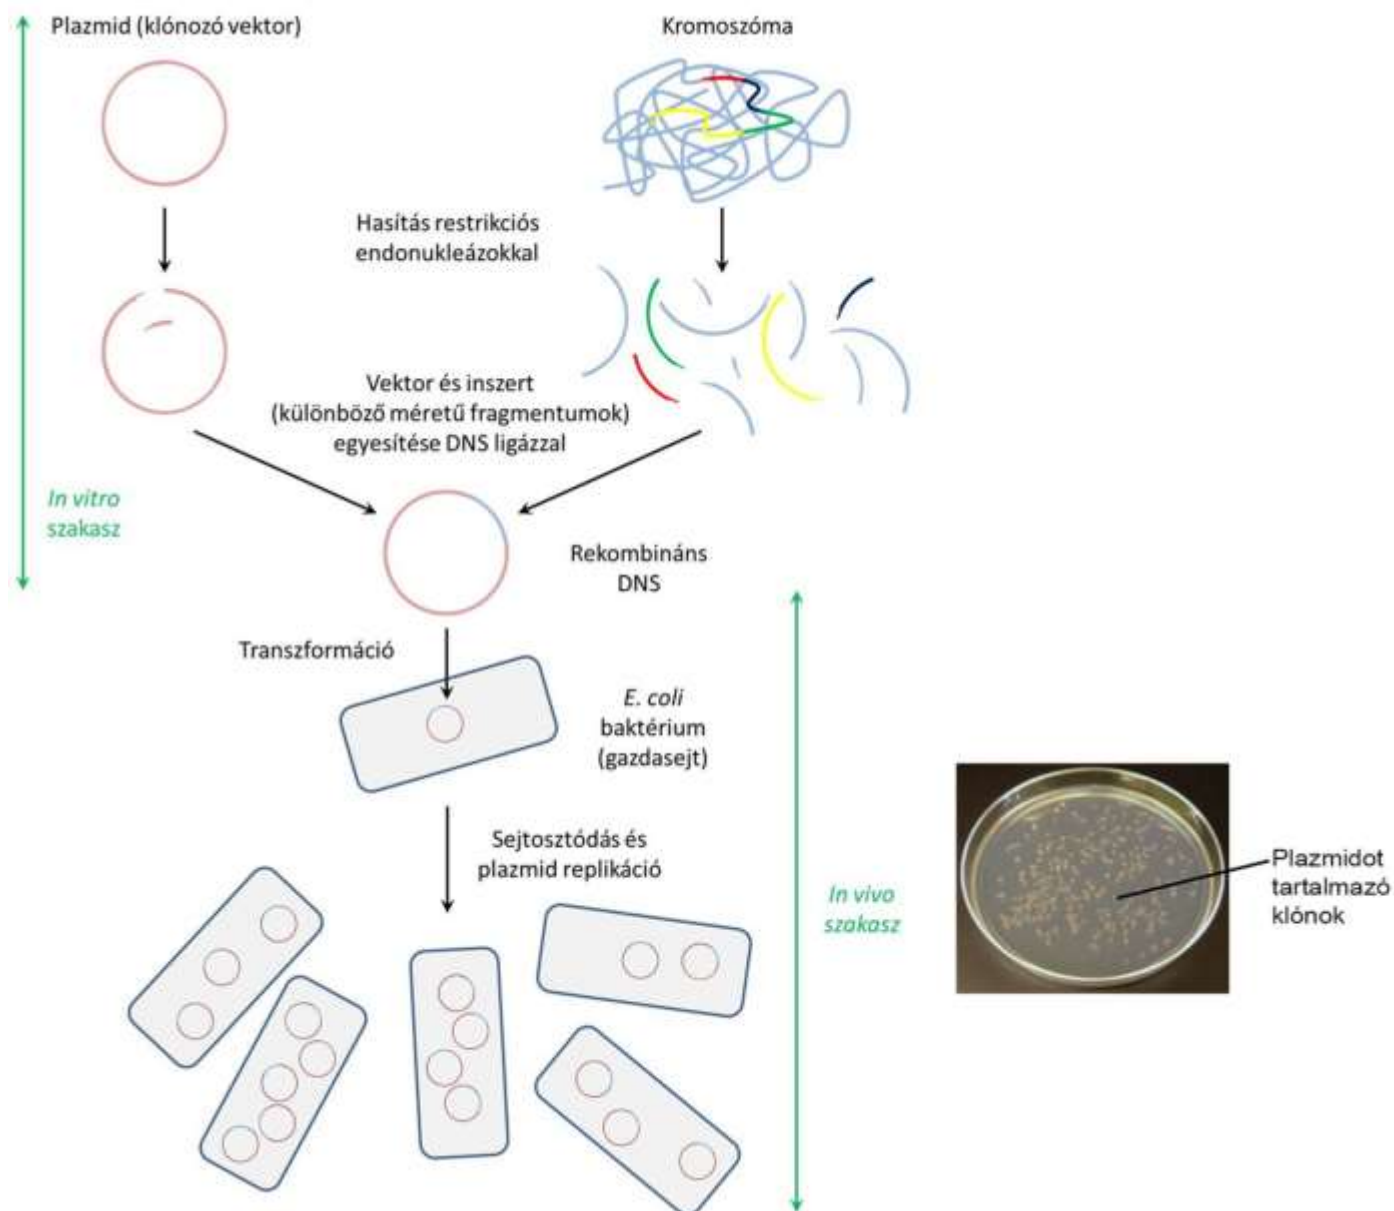 Plazmid (klónozó vektor)
Kromoszóma
Hasítás restrikciós
endonukleázokkal
Vektor és inszert
(különböző méretű fragmentumok)
egyesítése DNS ligázzal
In vitro
szakasz
Rekombináns
DNS
Transzformáció
E. coli
baktérium
(gazdasejt)
Sejtosztódás és
plazmid replikáció
In vivo
szakasz
Plazmidot
tartalmazó
klónok